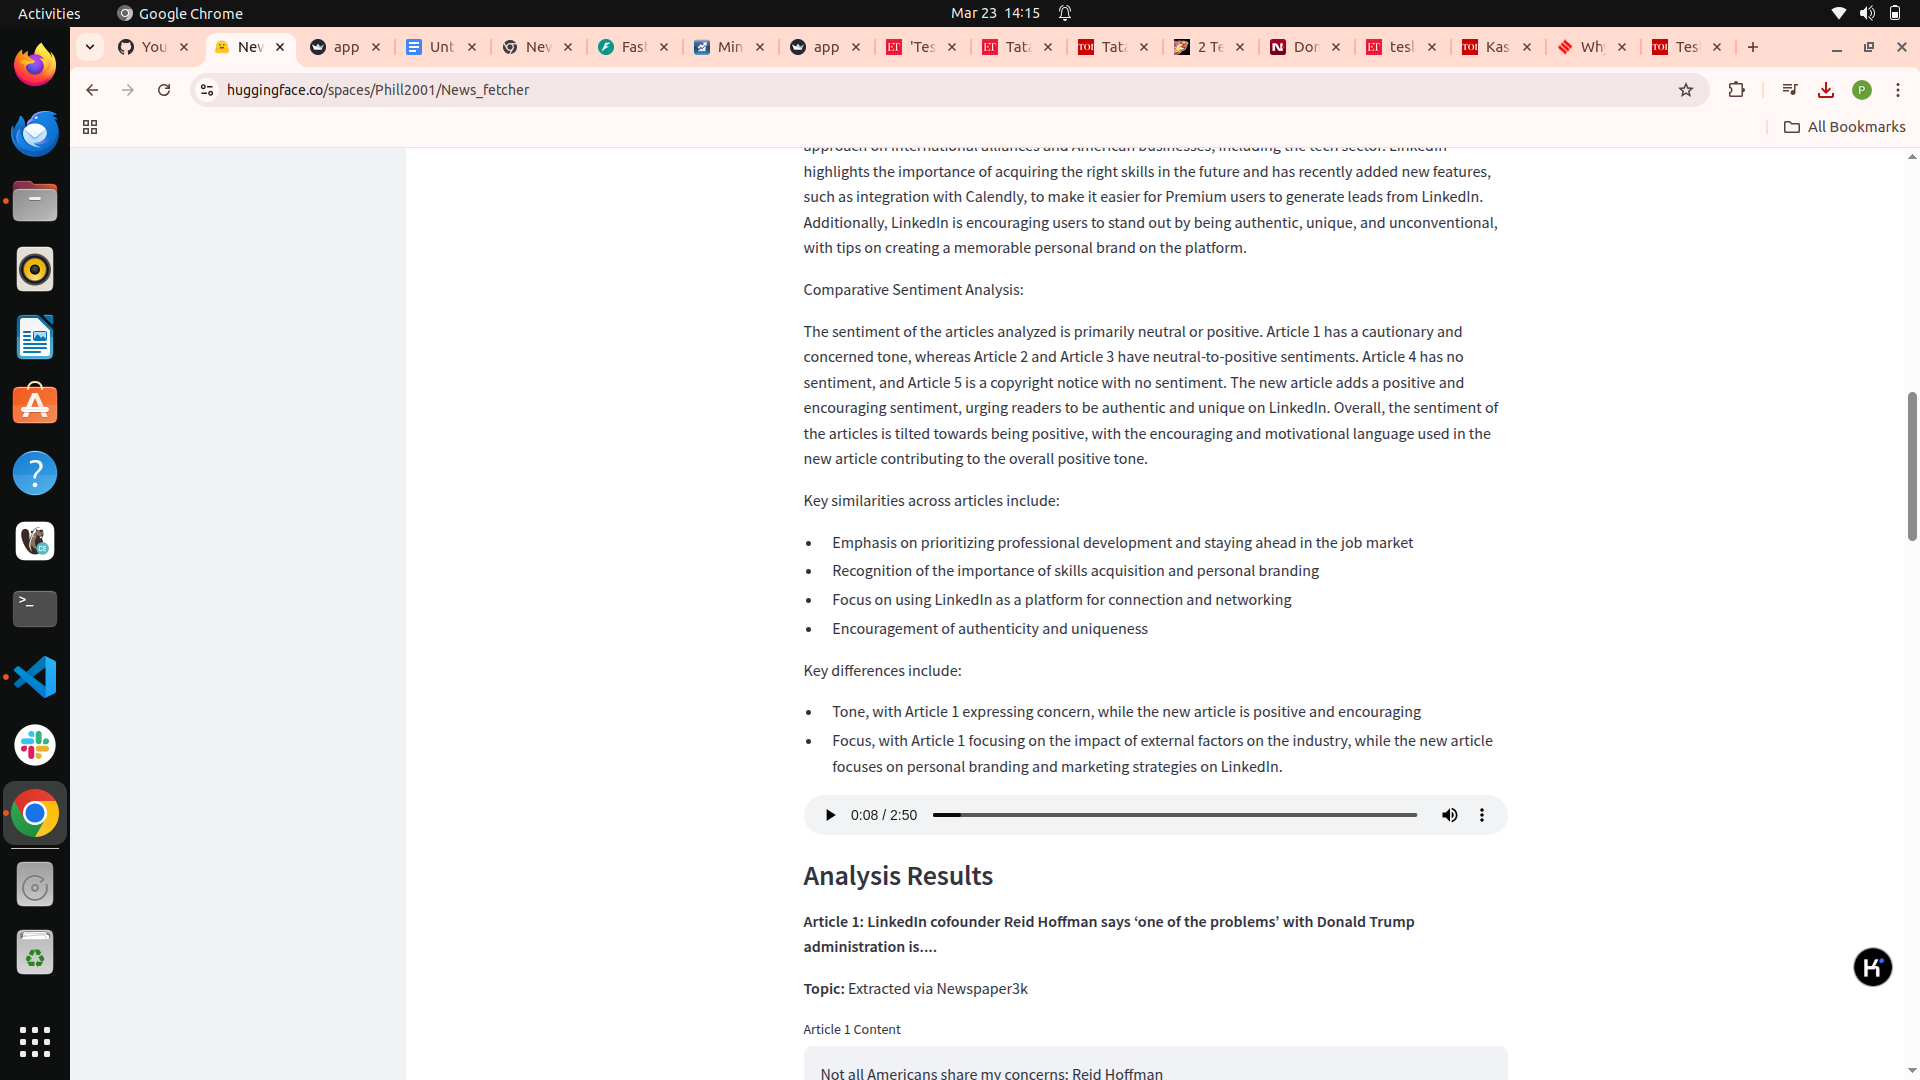 Activities
Google Chrome
Mar 23 14:15
You
New
app
Unt
New
Fast
Min
app
'Tes
Tata
Tata
2 Te
Don
tesl
Kas
Why
Tesl
huggingface.co/spaces/Phill2001/News_fetcher
P
All Bookmarks
approach on international alliances and American businesses, including the tech sector. LinkedIn
highlights the importance of acquiring the right skills in the future and has recently added new features,
such as integration with Calendly, to make it easier for Premium users to generate leads from LinkedIn.
Additionally, LinkedIn is encouraging users to stand out by being authentic, unique, and unconventional,
with tips on creating a memorable personal brand on the platform.
Comparative Sentiment Analysis:
The sentiment of the articles analyzed is primarily neutral or positive. Article 1 has a cautionary and
concerned tone, whereas Article 2 and Article 3 have neutral-to-positive sentiments. Article 4 has no
sentiment, and Article 5 is a copyright notice with no sentiment. The new article adds a positive and
encouraging sentiment, urging readers to be authentic and unique on LinkedIn. Overall, the sentiment of
the articles is tilted towards being positive, with the encouraging and motivational language used in the
new article contributing to the overall positive tone.
Key similarities across articles include:
• Emphasis on prioritizing professional development and staying ahead in the job market
• Recognition of the importance of skills acquisition and personal branding
• Focus on using LinkedIn as a platform for connection and networking
• Encouragement of authenticity and uniqueness
Key differences include:
• Tone, with Article 1 expressing concern, while the new article is positive and encouraging
• Focus, with Article 1 focusing on the impact of external factors on the industry, while the new article
focuses on personal branding and marketing strategies on LinkedIn.
0:08 / 2:50
Analysis Results
Article 1: LinkedIn cofounder Reid Hoffman says ‘one of the problems’ with Donald Trump
administration is....
Topic: Extracted via Newspaper3k
Article 1 Content
Not all Americans share my concerns: Reid Hoffman